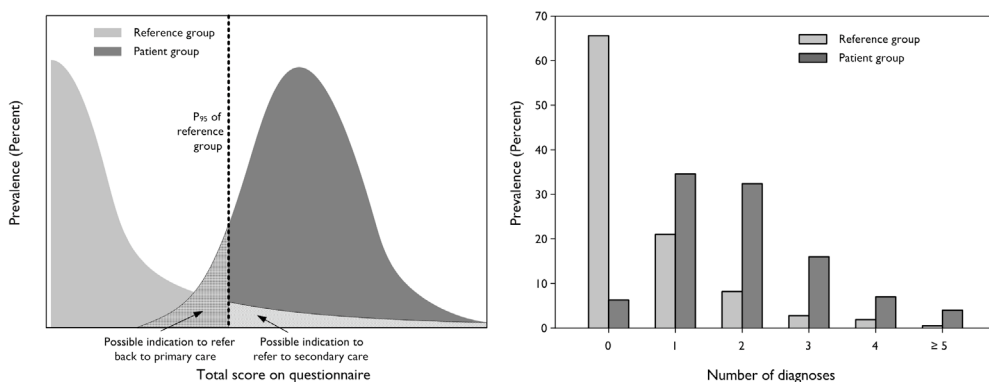 Reference group
Patient group
P95 of
reference
group
Prevalence (Percent)
Possible indication to refer
back to primary care
Possible indication to
refer to secondary care
Total score on questionnaire
70
60
50
40
30
20
10
0
Reference group
Patient group
Prevalence (Percent)
0 1 2 3 4 ≥ 5
Number of diagnoses